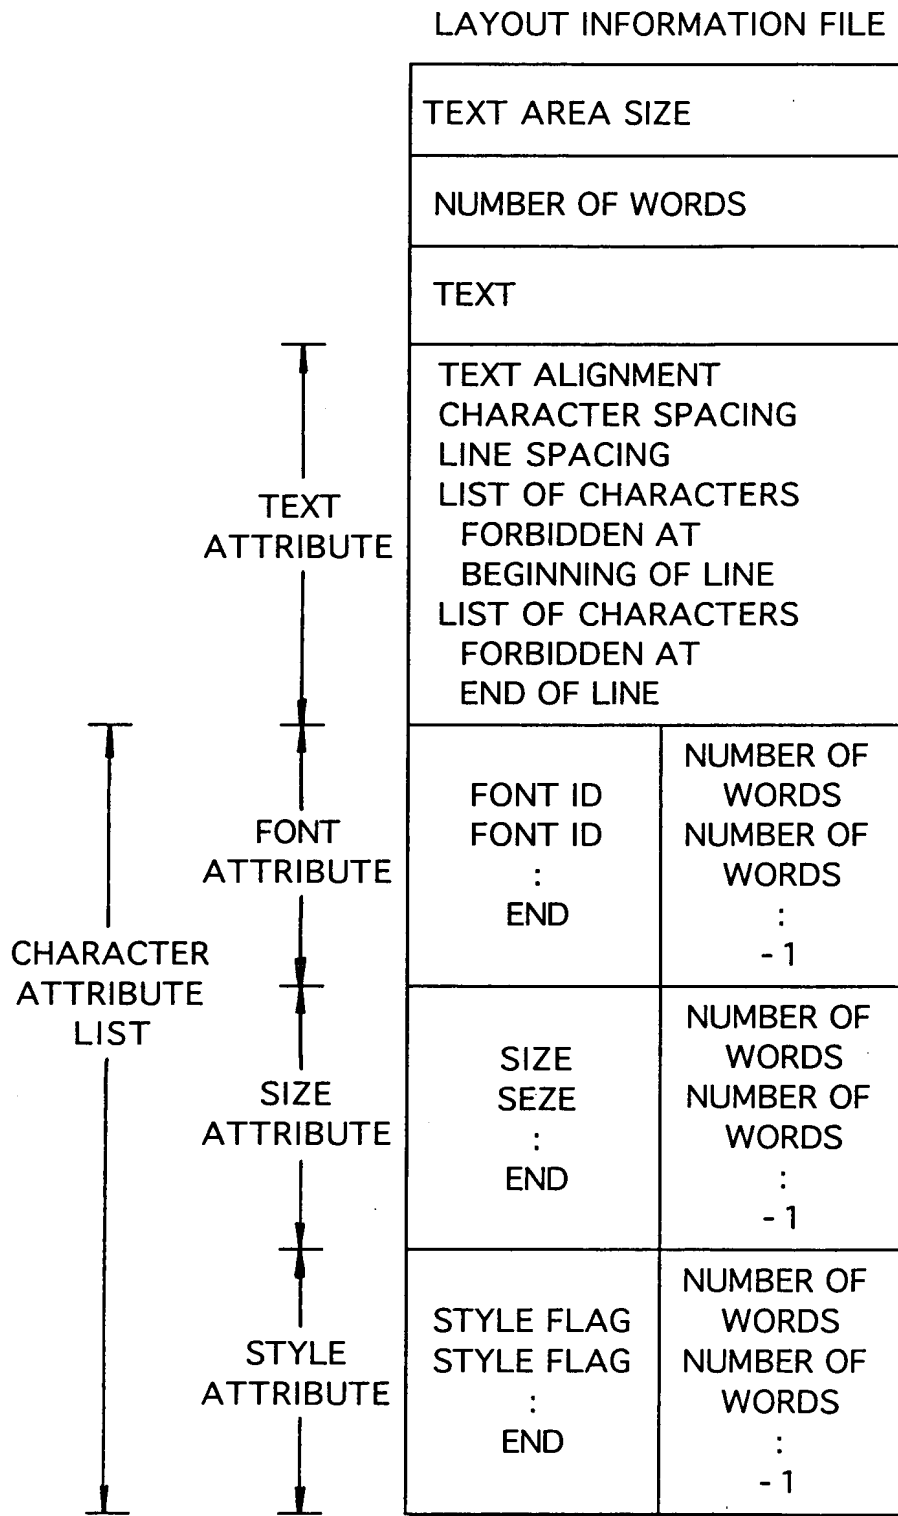 LAYOUT INFORMATION FILE
TEXT AREA SIZE
NUMBER OF WORDS
TEXT
TEXT ALIGNMENT
CHARACTER SPACING
LINE SPACING
LIST OF CHARACTERS
FORBIDDEN AT
BEGINNING OF LINE
LIST OF CHARACTERS
FORBIDDEN AT
END OF LINE
TEXT
ATTRIBUTE
CHARACTER
ATTRIBUTE
LIST
FONT
ATTRIBUTE
FONT ID
FONT ID
:
END
NUMBER OF
WORDS
NUMBER OF
WORDS
:
-1
SIZE
ATTRIBUTE
SIZE
SEZE
:
END
NUMBER OF
WORDS
NUMBER OF
WORDS
:
-1
STYLE
ATTRIBUTE
STYLE FLAG
STYLE FLAG
:
END
NUMBER OF
WORDS
NUMBER OF
WORDS
:
-1